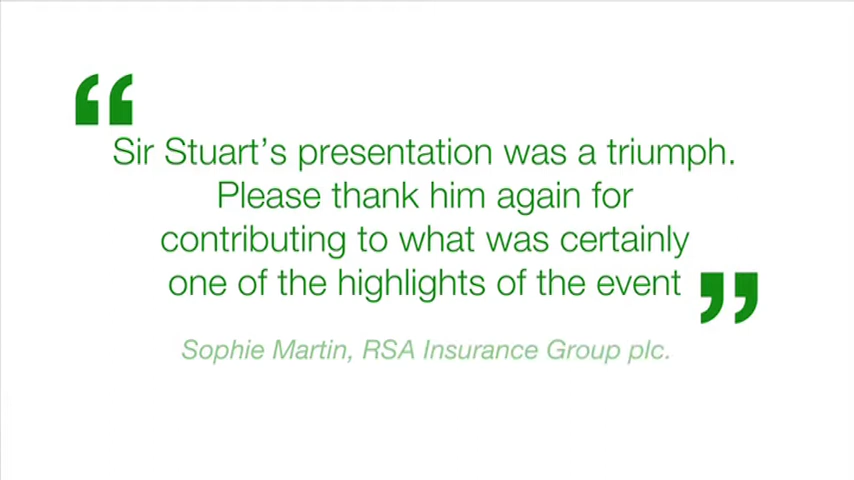 “
Sir Stuart’s presentation was a triumph.
Please thank him again for
contributing to what was certainly
one of the highlights of the event ”
Sophie Martin, RSA Insurance Group plc.